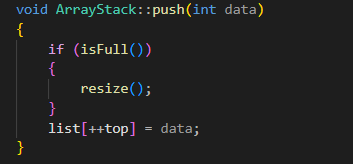 void ArrayStack::push(int data)
{
    if (isFull())
    {
        resize();
    }
    list[++top] = data;
}